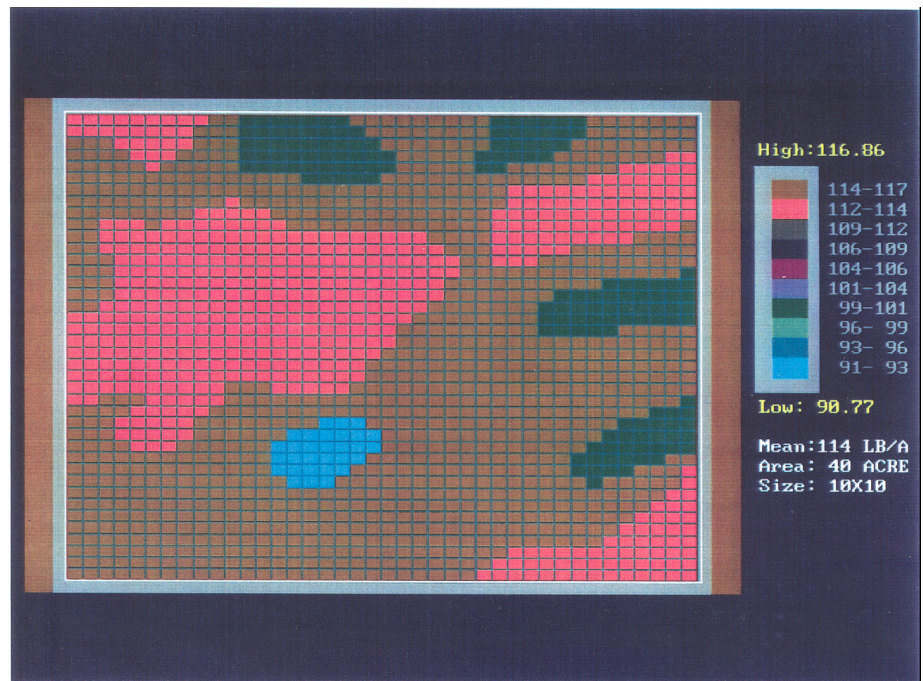 High:116.86
114-117
112-114
109-112
106-109
104-106
101-104
99-101
96- 99
93- 96
91- 93
Low: 90.77
Mean:114 LB/A
Area: 40 ACRE
Size: 10X10